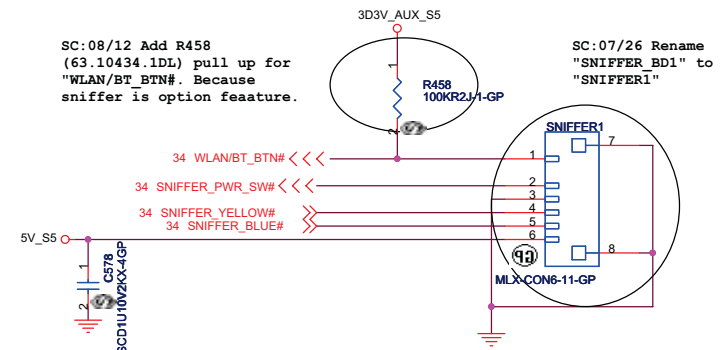 3D3V_AUX_S5
SC:08/12 Add R458
(63.10434.1DL) pull up for
"WLAN/BT_BTN#. Because
sniffer is option feaature.
SC:07/26 Rename
"SNIFFER_BD1" to
"SNIFFER1"
1
R458
100KR2J-1-GP
2
SNIFFER1
7
34 WLAN/BT_BTN#
1
34 SNIFFER_PWR_SW#
2
3
34 SNIFFER_YELLOW#
4
34 SNIFFER_BLUE#
5
5V_S5
6
8
GP
MLX-CON6-11-GP
1
C578
2
SCD1U10V2KX-4GP